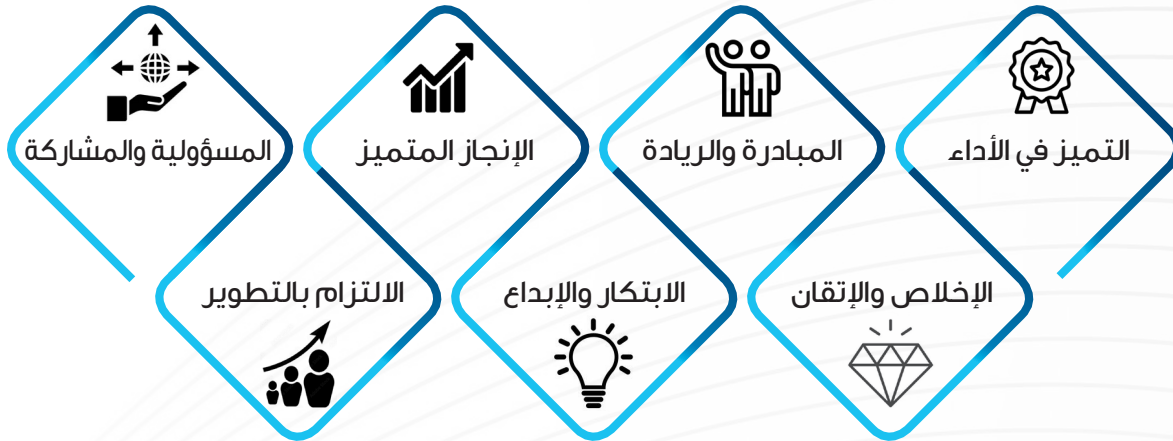 التميز في الأداء
المبادرة والريادة
الإنجاز المتميز
المسؤولية والمشاركة
الإخلاص والإتقان
الابتكار والإبداع
الالتزام بالتطوير